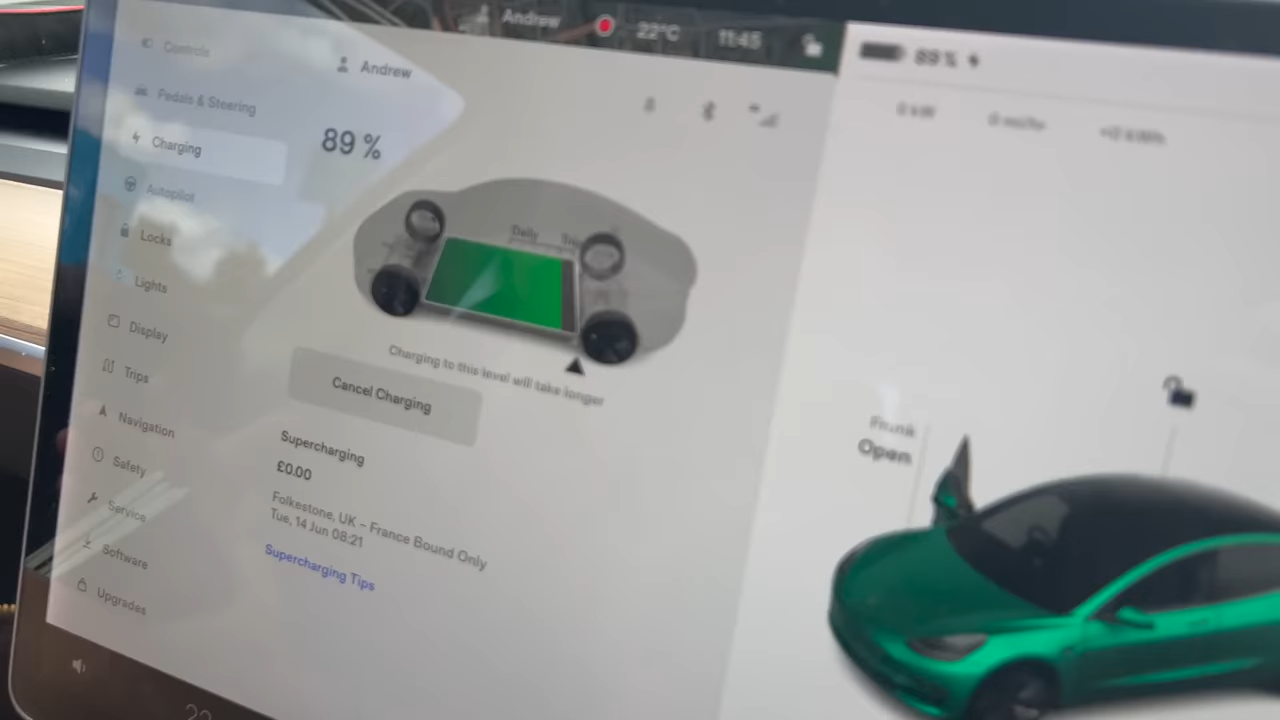 Andrew
22°C
11:45
89 %
Controls
Andrew
Pedals & Steering
89 %
Charging
Autopilot
Locks
Lights
Display
Trips
Navigation
Safety
Service
Software
Upgrades
Daily
Charging to this level will take longer
Cancel Charging
Supercharging
£0.00
Folkestone, UK – France Bound Only
Tue, 14 Jun 08:21
Supercharging Tips
0 kW
Frunk
Open